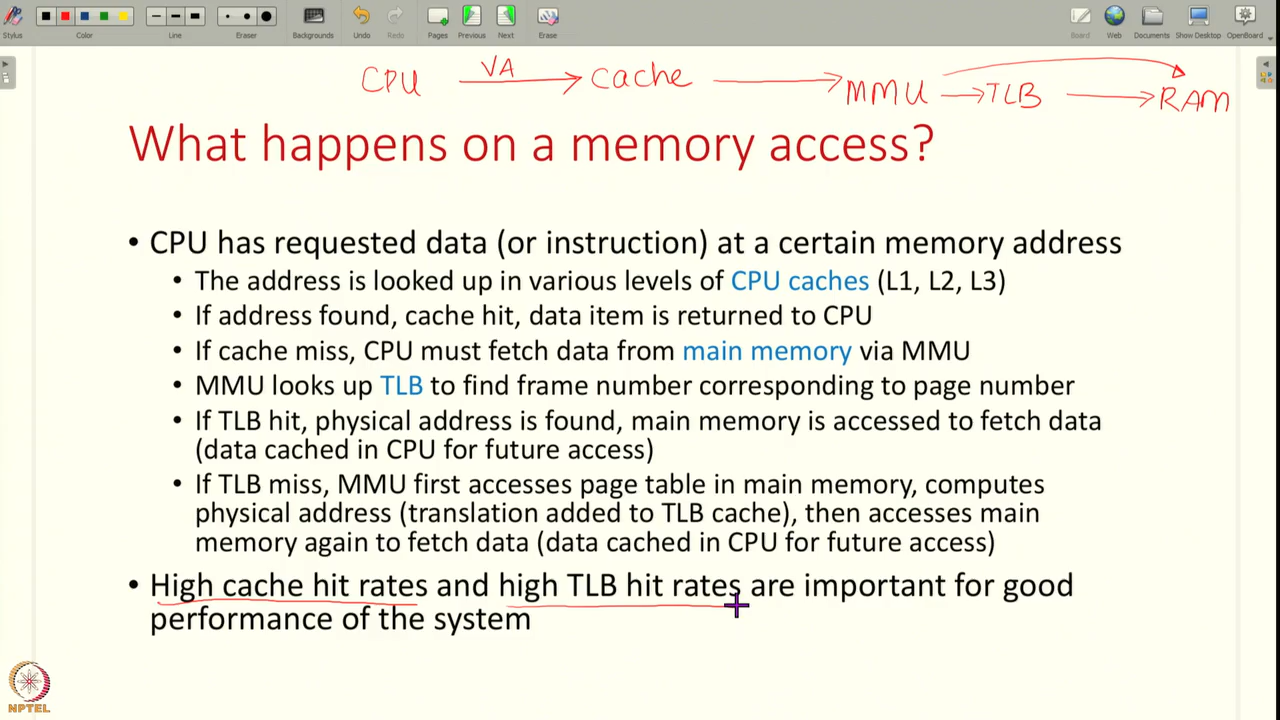 Stylus
Color
Line
Eraser
Backgrounds
Undo
Redo
Pages
Previous
Next
Erase
Board
Web
Documents
Show Desktop
OpenBoard
CPU VA Cache MMU TLB RAM
What happens on a memory access?
• CPU has requested data (or instruction) at a certain memory address
• The address is looked up in various levels of CPU caches (L1, L2, L3)
• If address found, cache hit, data item is returned to CPU
• If cache miss, CPU must fetch data from main memory via MMU
• MMU looks up TLB to find frame number corresponding to page number
• If TLB hit, physical address is found, main memory is accessed to fetch data
(data cached in CPU for future access)
• If TLB miss, MMU first accesses page table in main memory, computes
physical address (translation added to TLB cache), then accesses main
memory again to fetch data (data cached in CPU for future access)
• High cache hit rates and high TLB hit rates are important for good
performance of the system
NPTEL